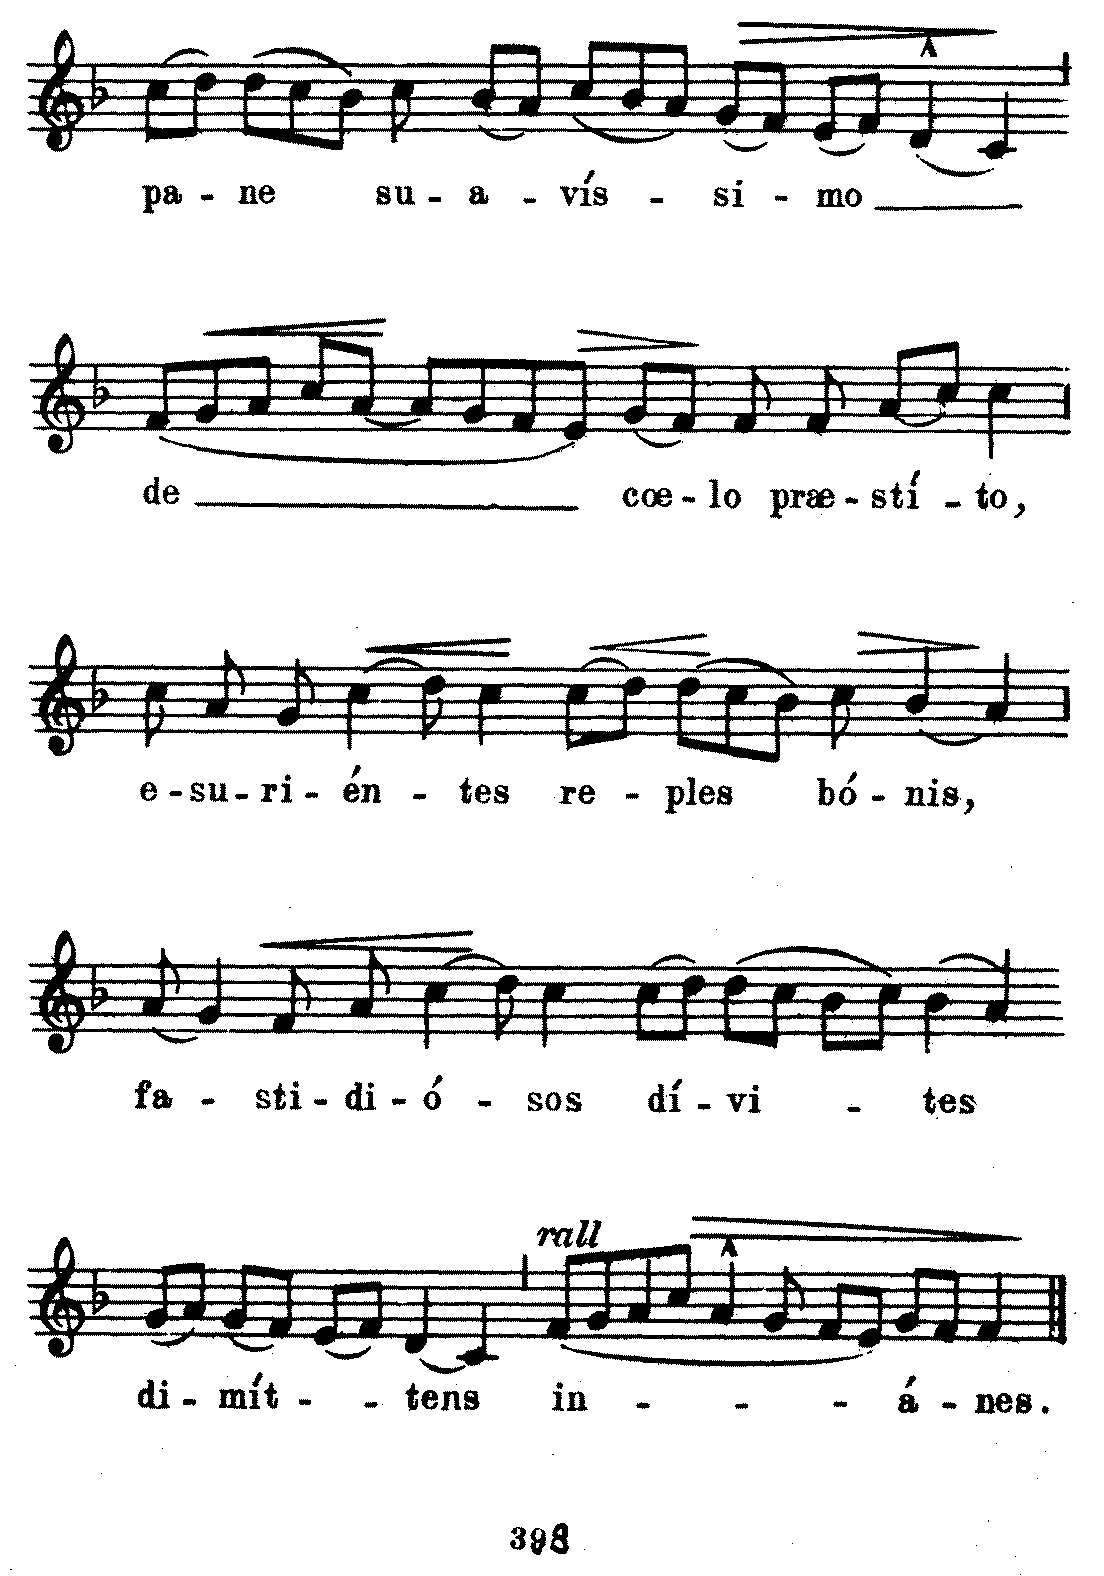 pa - ne su - a - vís - si - mo
de cœ - lo præ - stí - to,
e - su - ri - én - tes re - ples bó - nis,
fa - sti - di - ó - sos dí - vi - tes
rall
di - mít - - tens in - - - á - nes.
398